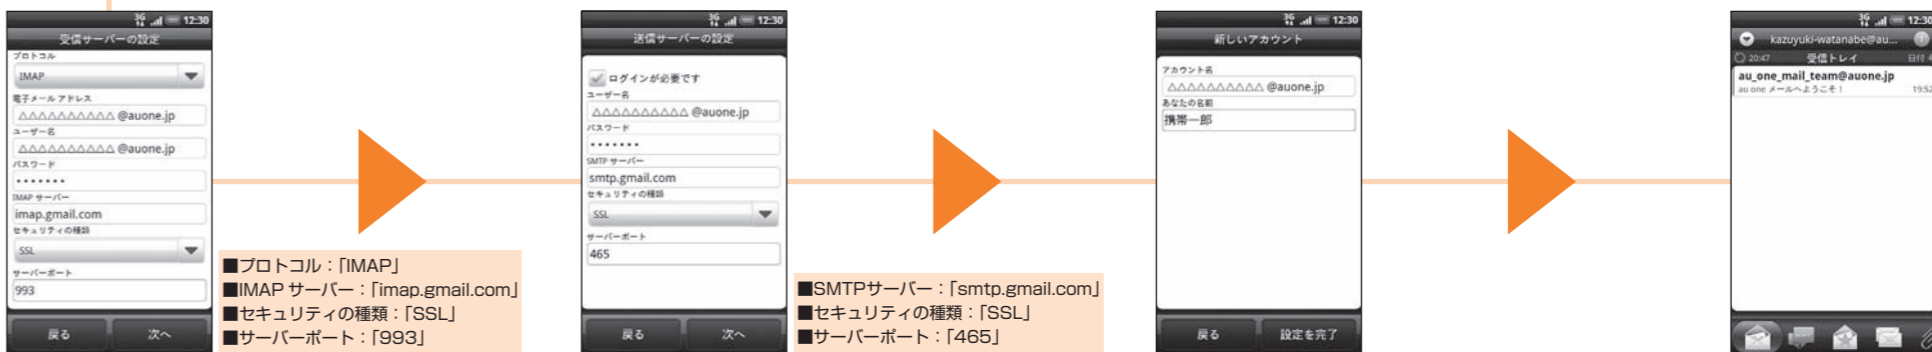 3G 12:30
受信サーバーの設定
プロトコル
IMAP
電子メールアドレス
△△△△△△△△△△ @auone.jp
ユーザー名
△△△△△△△△△△ @auone.jp
パスワード
•••••••
IMAP サーバー
imap.gmail.com
セキュリティの種類
SSL
サーバーポート
993
戻る 次へ
■プロトコル：「IMAP」
■IMAP サーバー：「imap.gmail.com」
■セキュリティの種類：「SSL」
■サーバーポート：「993」
3G 12:30
送信サーバーの設定
ログインが必要です
ユーザー名
△△△△△△△△△△ @auone.jp
パスワード
•••••••
SMTP サーバー
smtp.gmail.com
セキュリティの種類
SSL
サーバーポート
465
戻る 次へ
■SMTPサーバー：「smtp.gmail.com」
■セキュリティの種類：「SSL」
■サーバーポート：「465」
3G 12:30
新しいアカウント
アカウント名
△△△△△△△△△△ @auone.jp
あなたの名前
携帯一郎
戻る 設定を完了
3G 12:30
kazuyuki-watanabe@au...
20:47 受信トレイ 日付
au_one_mail_team@auone.jp
au one メールへようこそ！ 19:52